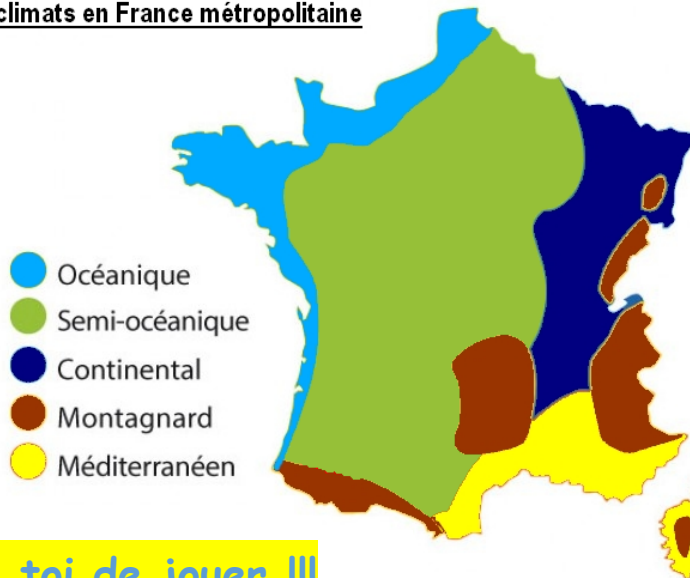 climats en France métropolitaine
Océanique
Semi-océanique
Continental
Montagnard
Méditerranéen
toi de jouer !!!